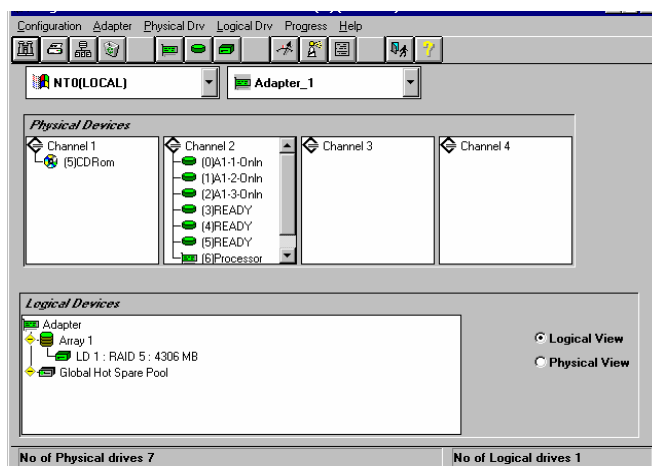 Configuration Adapter Physical Drv Logical Drv Progress Help
NT0(LOCAL) Adapter_1
Physical Devices
Channel 1
(5)CDRom
Channel 2
(0)A1-1-Onln
(1)A1-2-Onln
(2)A1-3-Onln
(3)READY
(4)READY
(5)READY
(6)Processor
Channel 3
Channel 4
Logical Devices
Adapter
Array 1
LD 1 : RAID 5 : 4306 MB
Global Hot Spare Pool
Logical View
Physical View
No of Physical drives 7 No of Logical drives 1